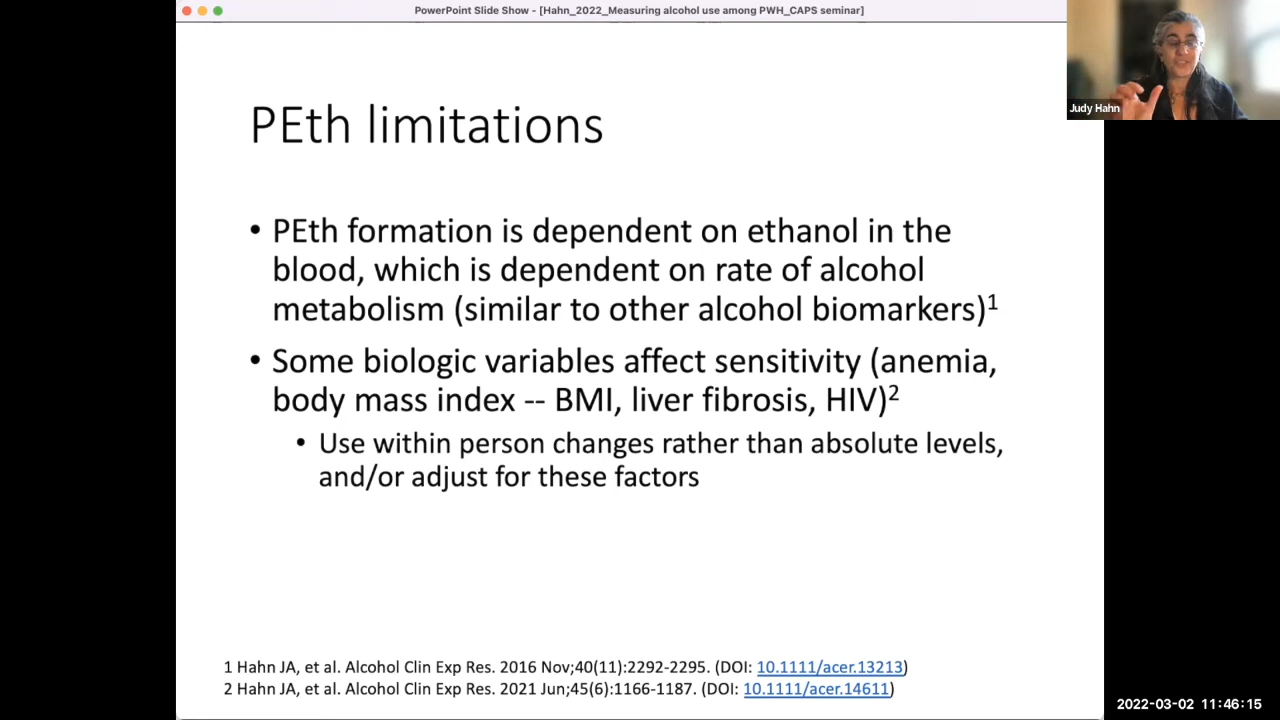 PowerPoint Slide Show - [Hahn_2022_Measuring alcohol use among PWH_CAPS seminar]
Judy Hahn
PEth limitations
• PEth formation is dependent on ethanol in the
blood, which is dependent on rate of alcohol
metabolism (similar to other alcohol biomarkers)1
• Some biologic variables affect sensitivity (anemia,
body mass index -- BMI, liver fibrosis, HIV)2
• Use within person changes rather than absolute levels,
and/or adjust for these factors
1 Hahn JA, et al. Alcohol Clin Exp Res. 2016 Nov;40(11):2292-2295. (DOI: 10.1111/acer.13213)
2 Hahn JA, et al. Alcohol Clin Exp Res. 2021 Jun;45(6):1166-1187. (DOI: 10.1111/acer.14611)
2022-03-02 11:46:15